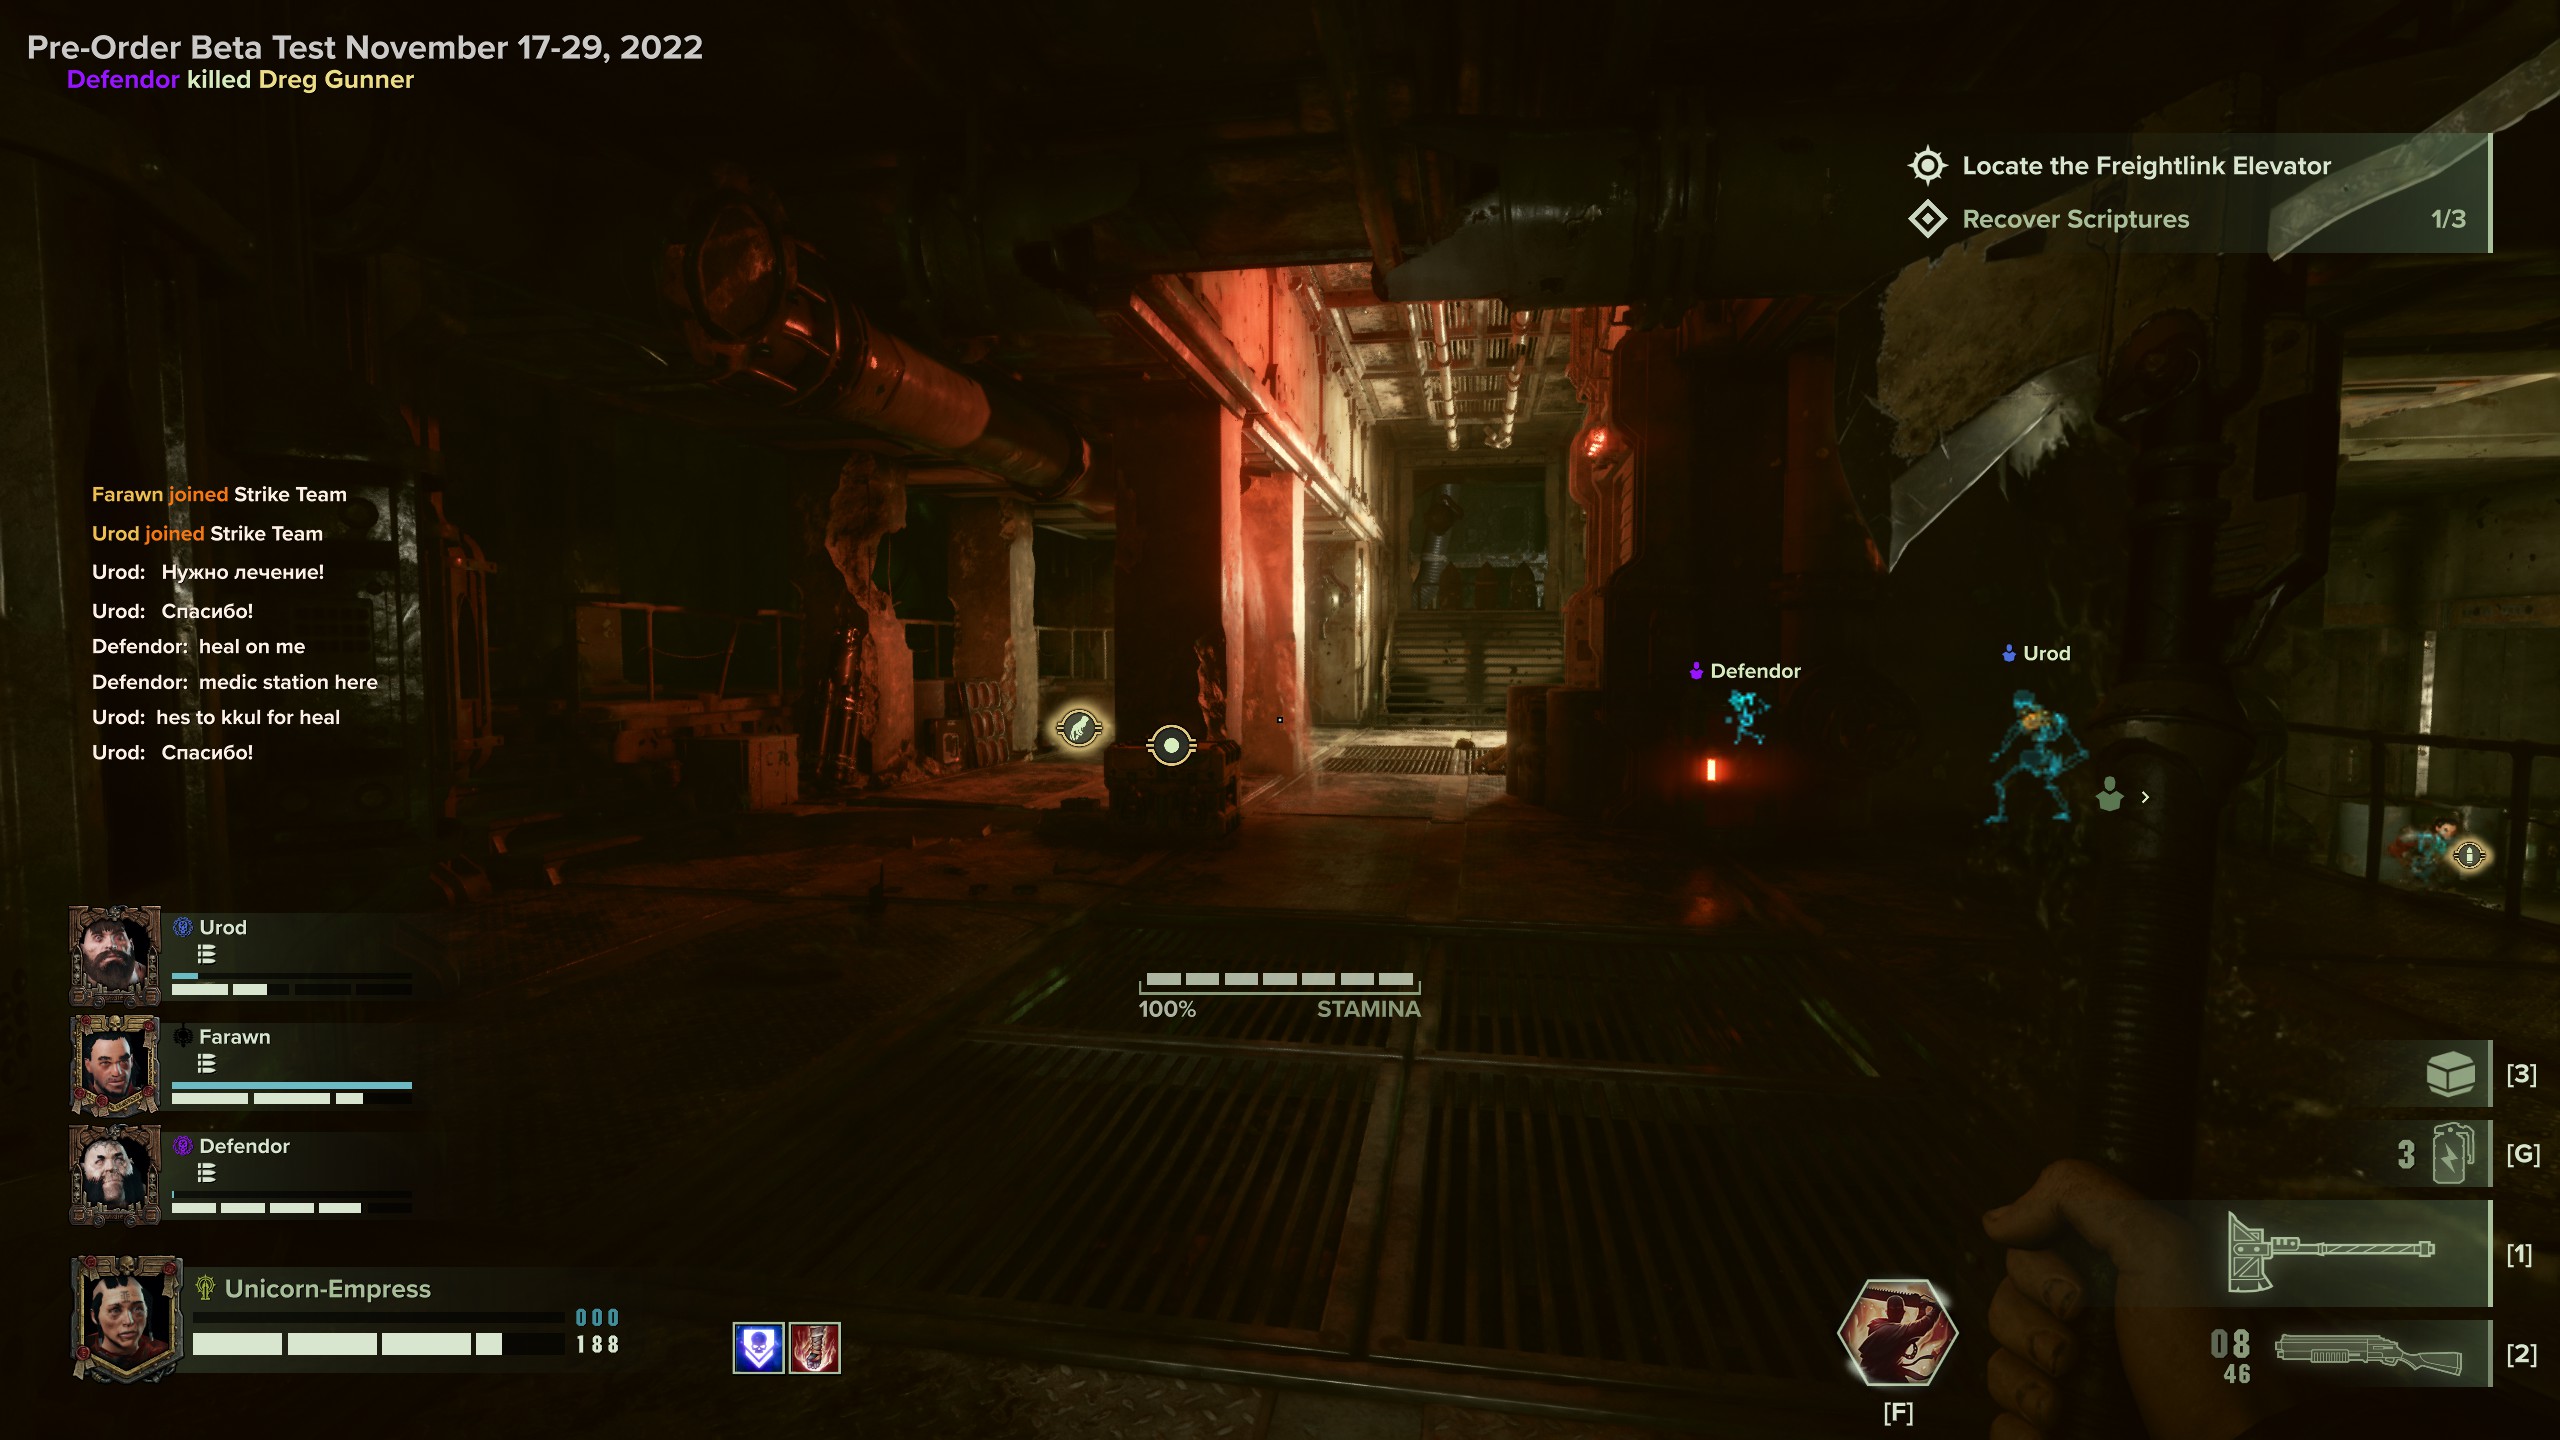 Pre-Order Beta Test November 17-29, 2022
Defendor killed Dreg Gunner
Locate the Freightlink Elevator
Recover Scriptures 1/3
Farawn joined Strike Team
Urod joined Strike Team
Urod: Нужно лечение!
Urod: Спасибо!
Defendor: heal on me
Defendor: medic station here
Urod: hes to kkul for heal
Urod: Спасибо!
Defendor
Urod
Urod
Farawn
Defendor
Unicorn-Empress
000
188
100% STAMINA
[F]
[3]
3 [G]
[1]
08
46
[2]